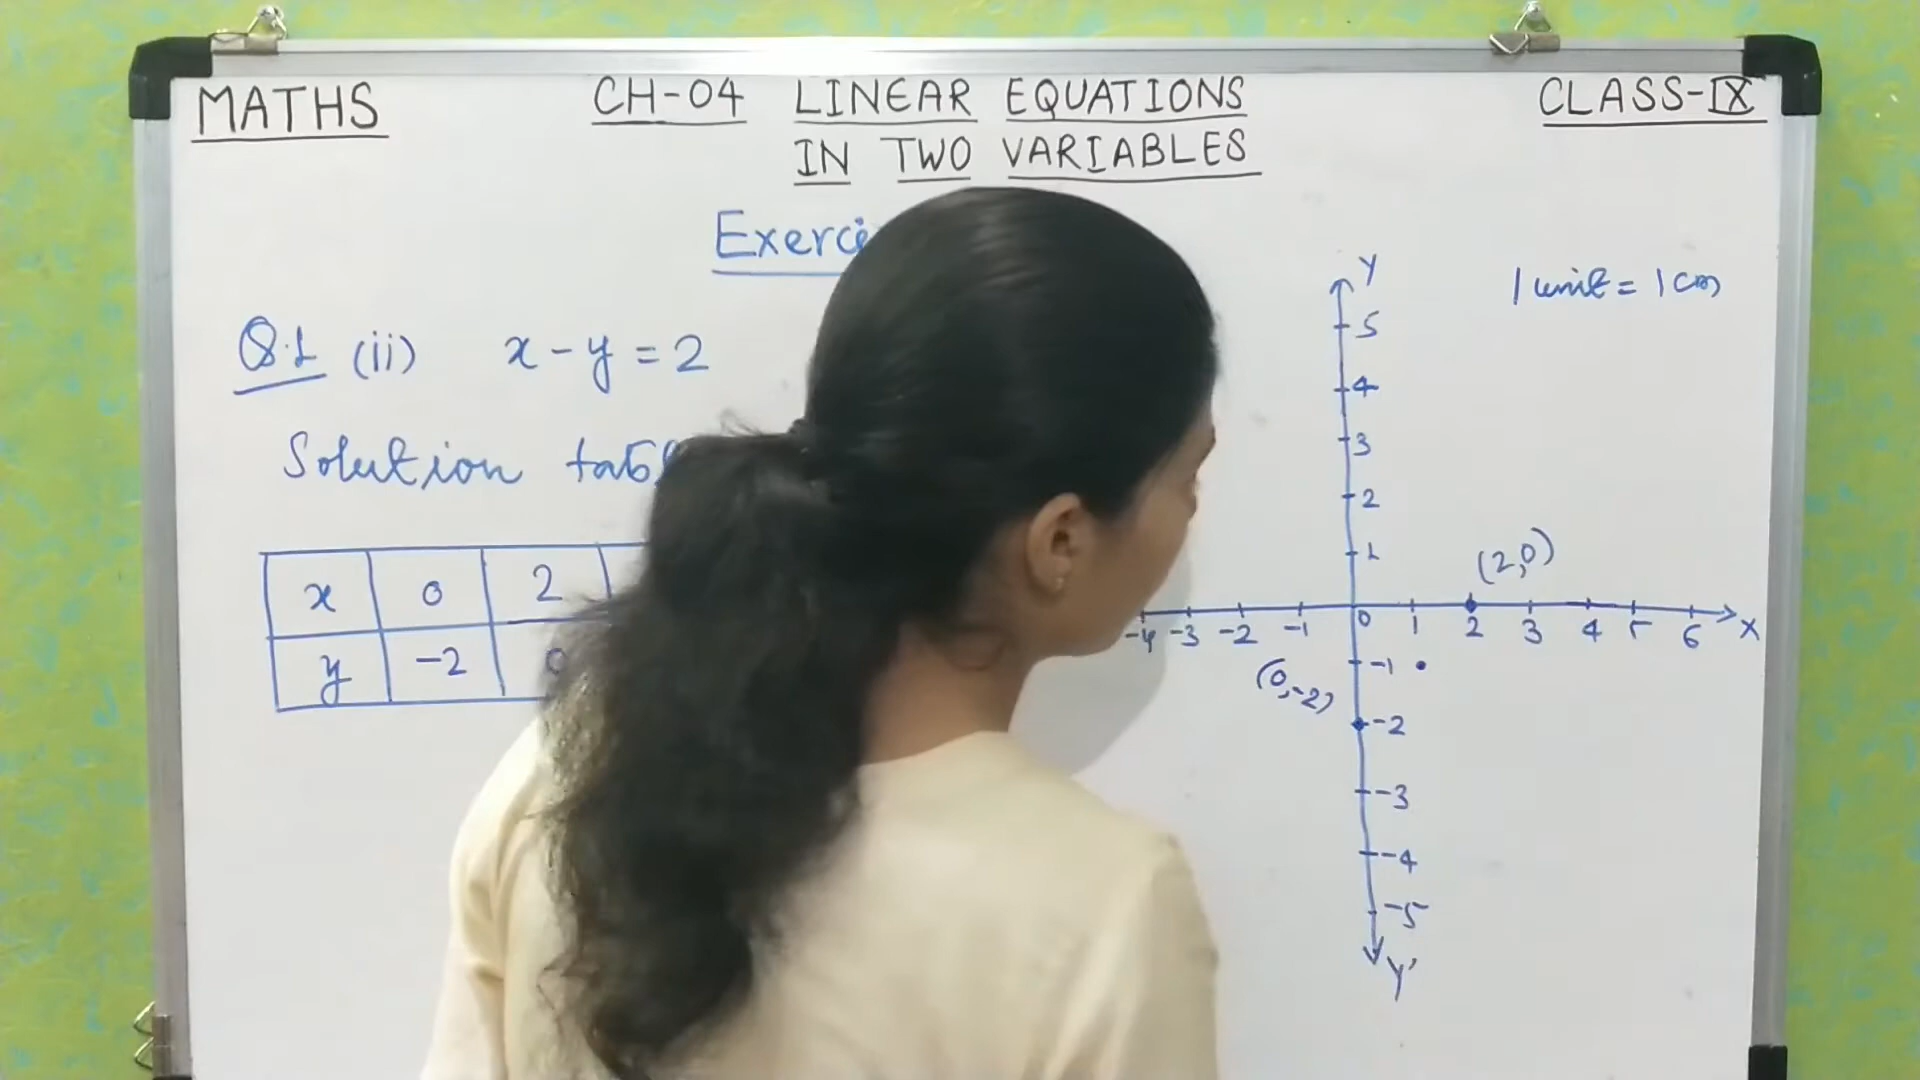 MATHS CH-04 LINEAR EQUATIONS CLASS-IX
IN TWO VARIABLES
Q.1 (ii) x - y = 2
Solution
x 0 2
y -2 0
1 unit = 1 cm
Y
5
4
3
2
1
(2,0)
-4 -3 -2 -1 0 1 2 3 4 5 6 X
-1
(0,-2)
-2
-3
-4
-5
Y'